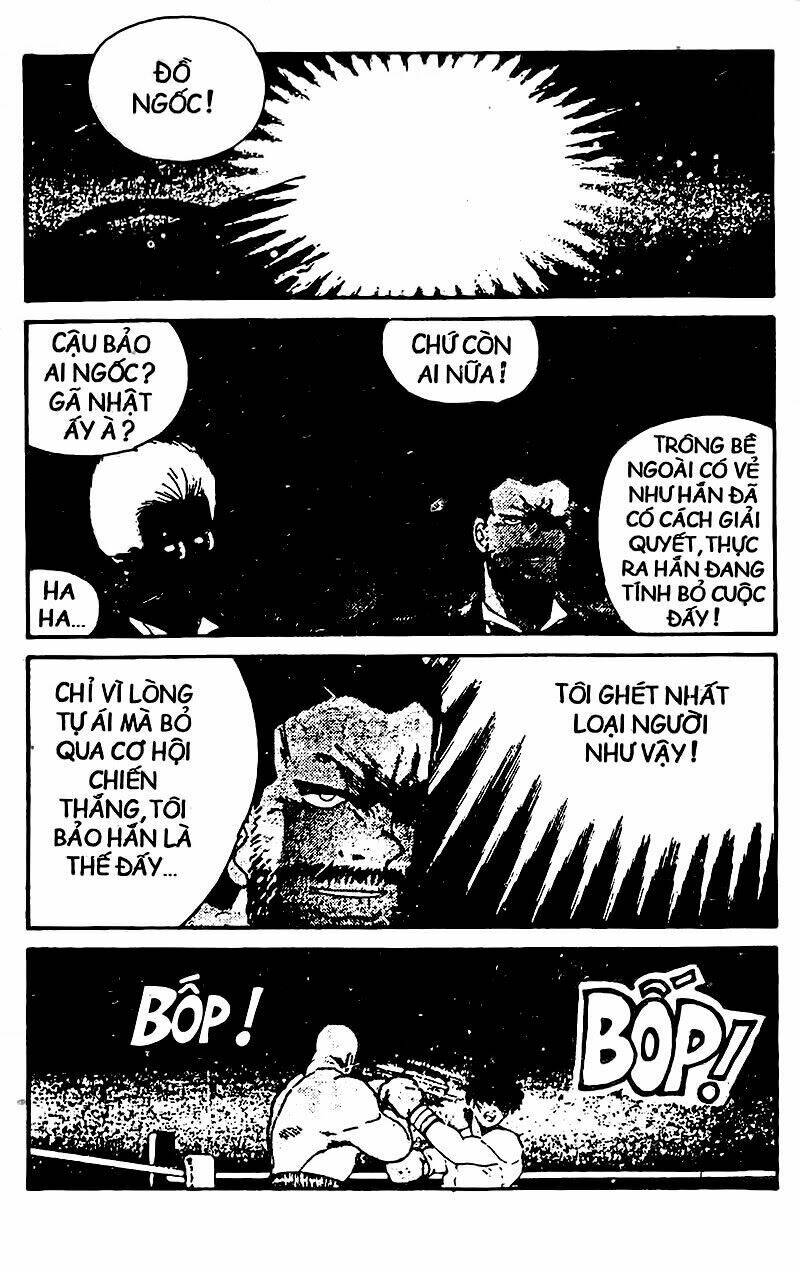 ĐỒ
NGỐC!
CẬU BẢO
AI NGỐC?
GÃ NHẬT
ẤY À?
CHỨ CÒN
AI NỮA!
TRÔNG BỀ
NGOÀI CÓ VẺ
NHƯ HẮN ĐÃ
CÓ CÁCH GIẢI
QUYẾT, THỰC
RA HẮN ĐANG
TÍNH BỎ CUỘC
ĐẤY!
HA
HA...
CHỈ VÌ LÒNG
TỰ ÁI MÀ BỎ
QUA CƠ HỘI
CHIẾN
THẮNG, TÔI
BẢO HẮN LÀ
THẾ ĐẤY...
TÔI GHÉT NHẤT
LOẠI NGƯỜI
NHƯ VẬY!
BỐP!
BỐP!